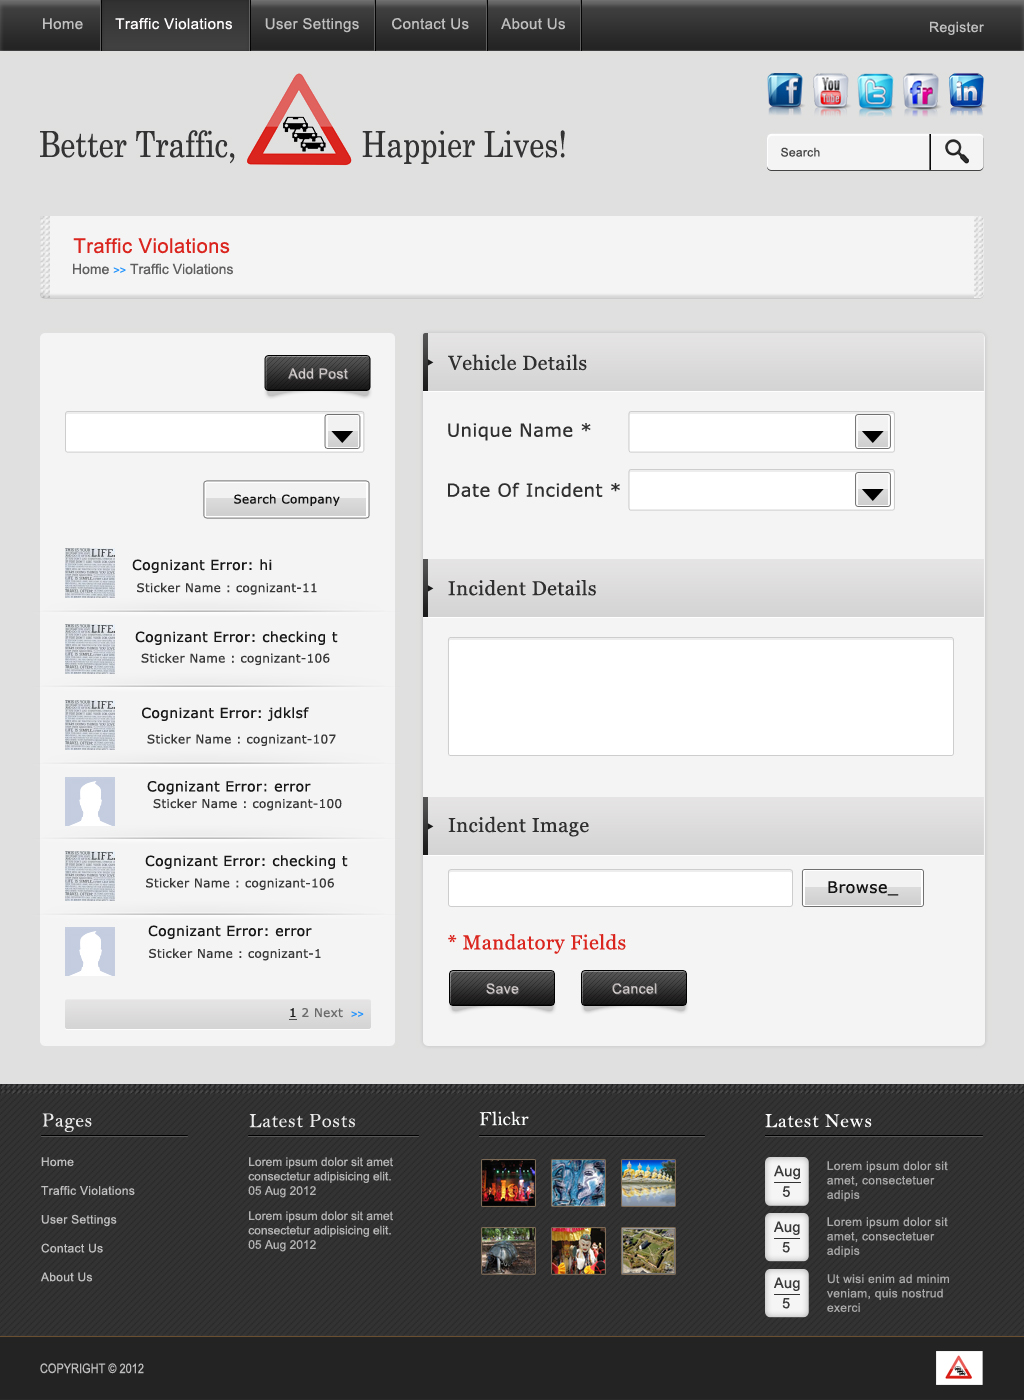 Home
Traffic Violations
User Settings
Contact Us
About Us
Register
Better Traffic, Happier Lives!
You
Tube
Search
Traffic Violations
Home >> Traffic Violations
Add Post
Search Company
LIFE.
Cognizant Error: hi
Sticker Name : cognizant-11
LIFE.
Cognizant Error: checking t
Sticker Name : cognizant-106
LIFE.
Cognizant Error: jdklsf
Sticker Name : cognizant-107
Cognizant Error: error
Sticker Name : cognizant-100
LIFE.
Cognizant Error: checking t
Sticker Name : cognizant-106
Cognizant Error: error
Sticker Name : cognizant-1
1 2 Next >>
Vehicle Details
Unique Name *
Date Of Incident *
Incident Details
Incident Image
Browse_
* Mandatory Fields
Save
Cancel
Pages
Home
Traffic Violations
User Settings
Contact Us
About Us
Latest Posts
Lorem ipsum dolor sit amet
consectetur adipisicing elit.
05 Aug 2012
Lorem ipsum dolor sit amet
consectetur adipisicing elit.
05 Aug 2012
Flickr
Latest News
Aug
5
Lorem ipsum dolor sit
amet, consectetuer
adipis
Aug
5
Lorem ipsum dolor sit
amet, consectetuer
adipis
Aug
5
Ut wisi enim ad minim
veniam, quis nostrud
exerci
COPYRIGHT © 2012